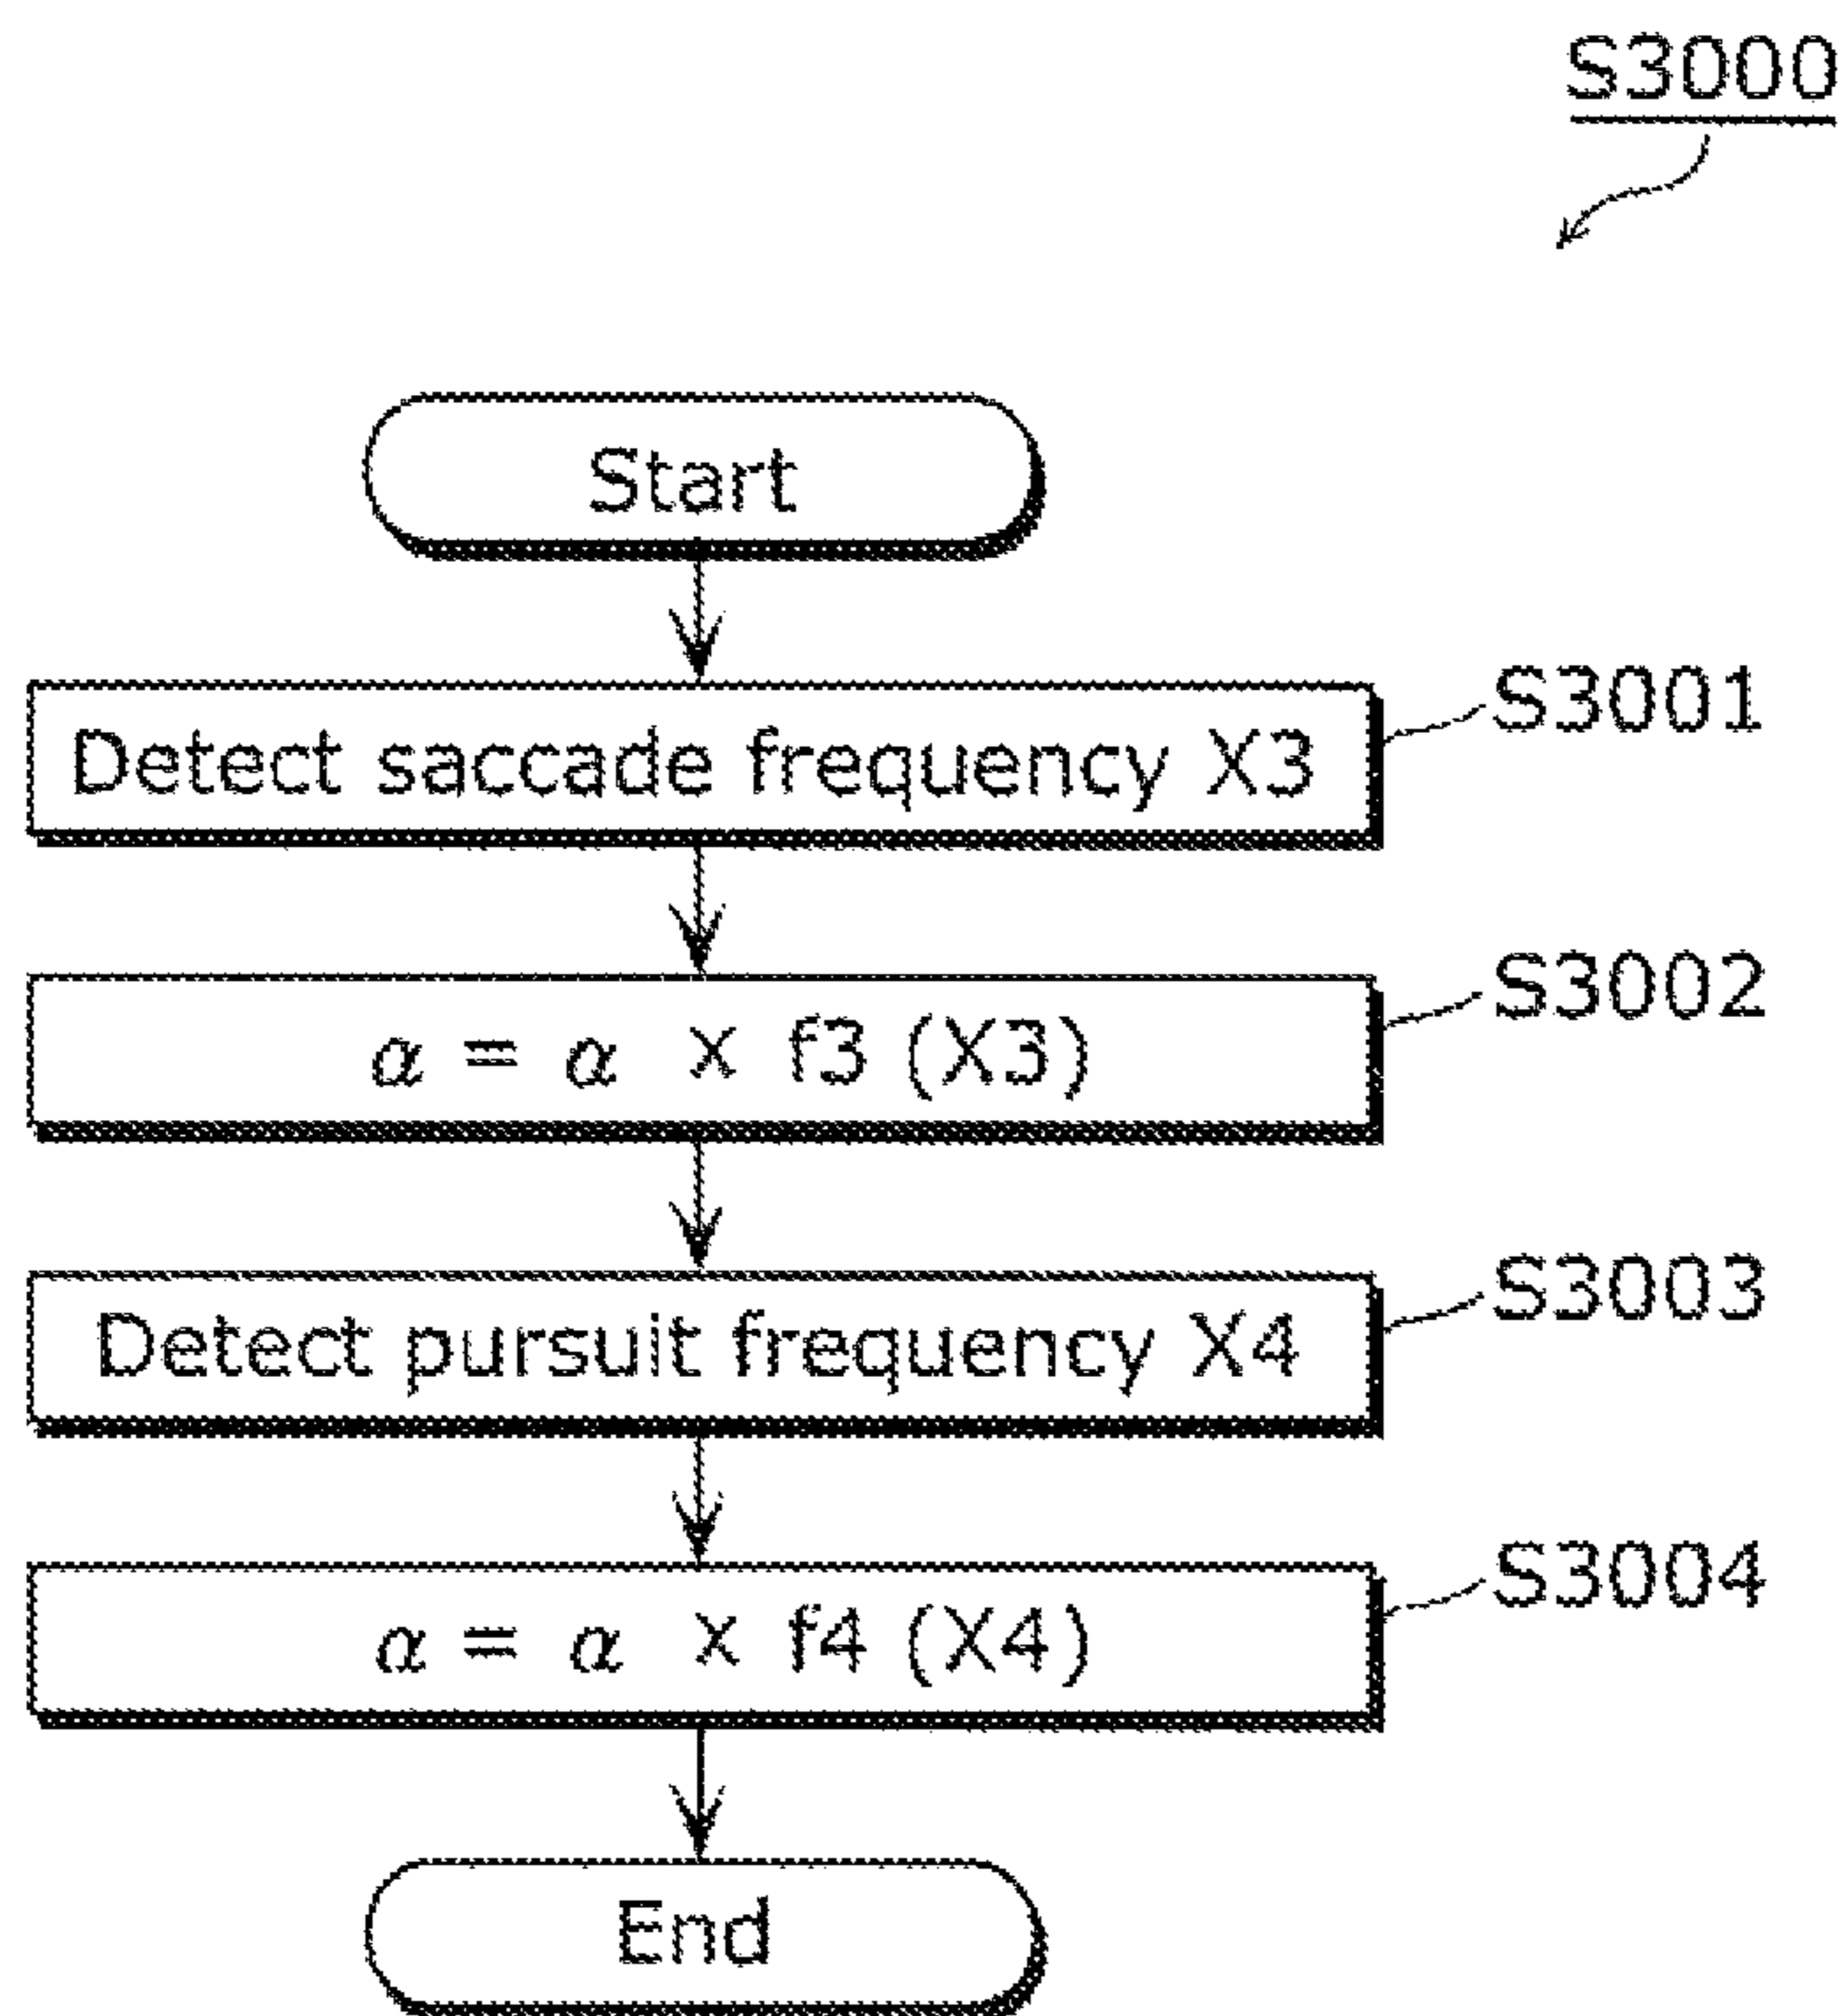 S3000
Start
Detect saccade frequency X3
S3001
α = α × f3 (X3)
S3002
Detect pursuit frequency X4
S3003
α = α × f4 (X4)
S3004
End